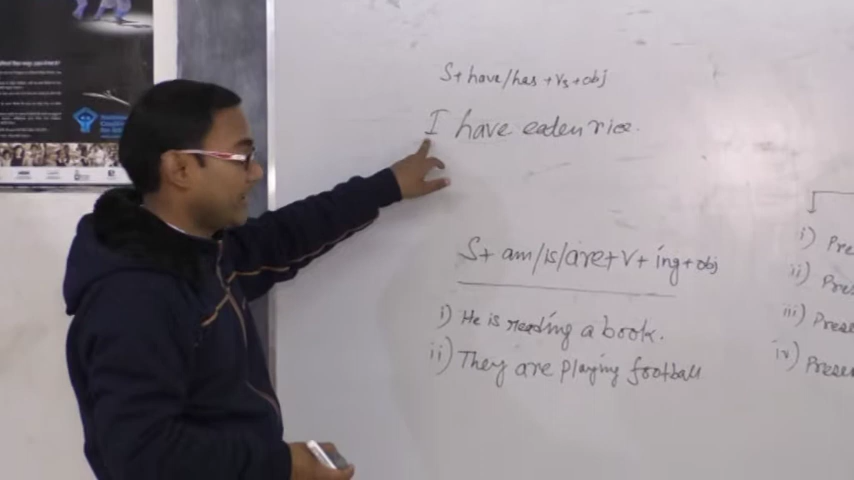 S+ have/has + V3 + obj
I have eaten rice.
S+ am/is/are + V + ing + obj
i) He is reading a book.
ii) They are playing football
i) Pre
ii) Prese
iii) Prese
iv) Presen